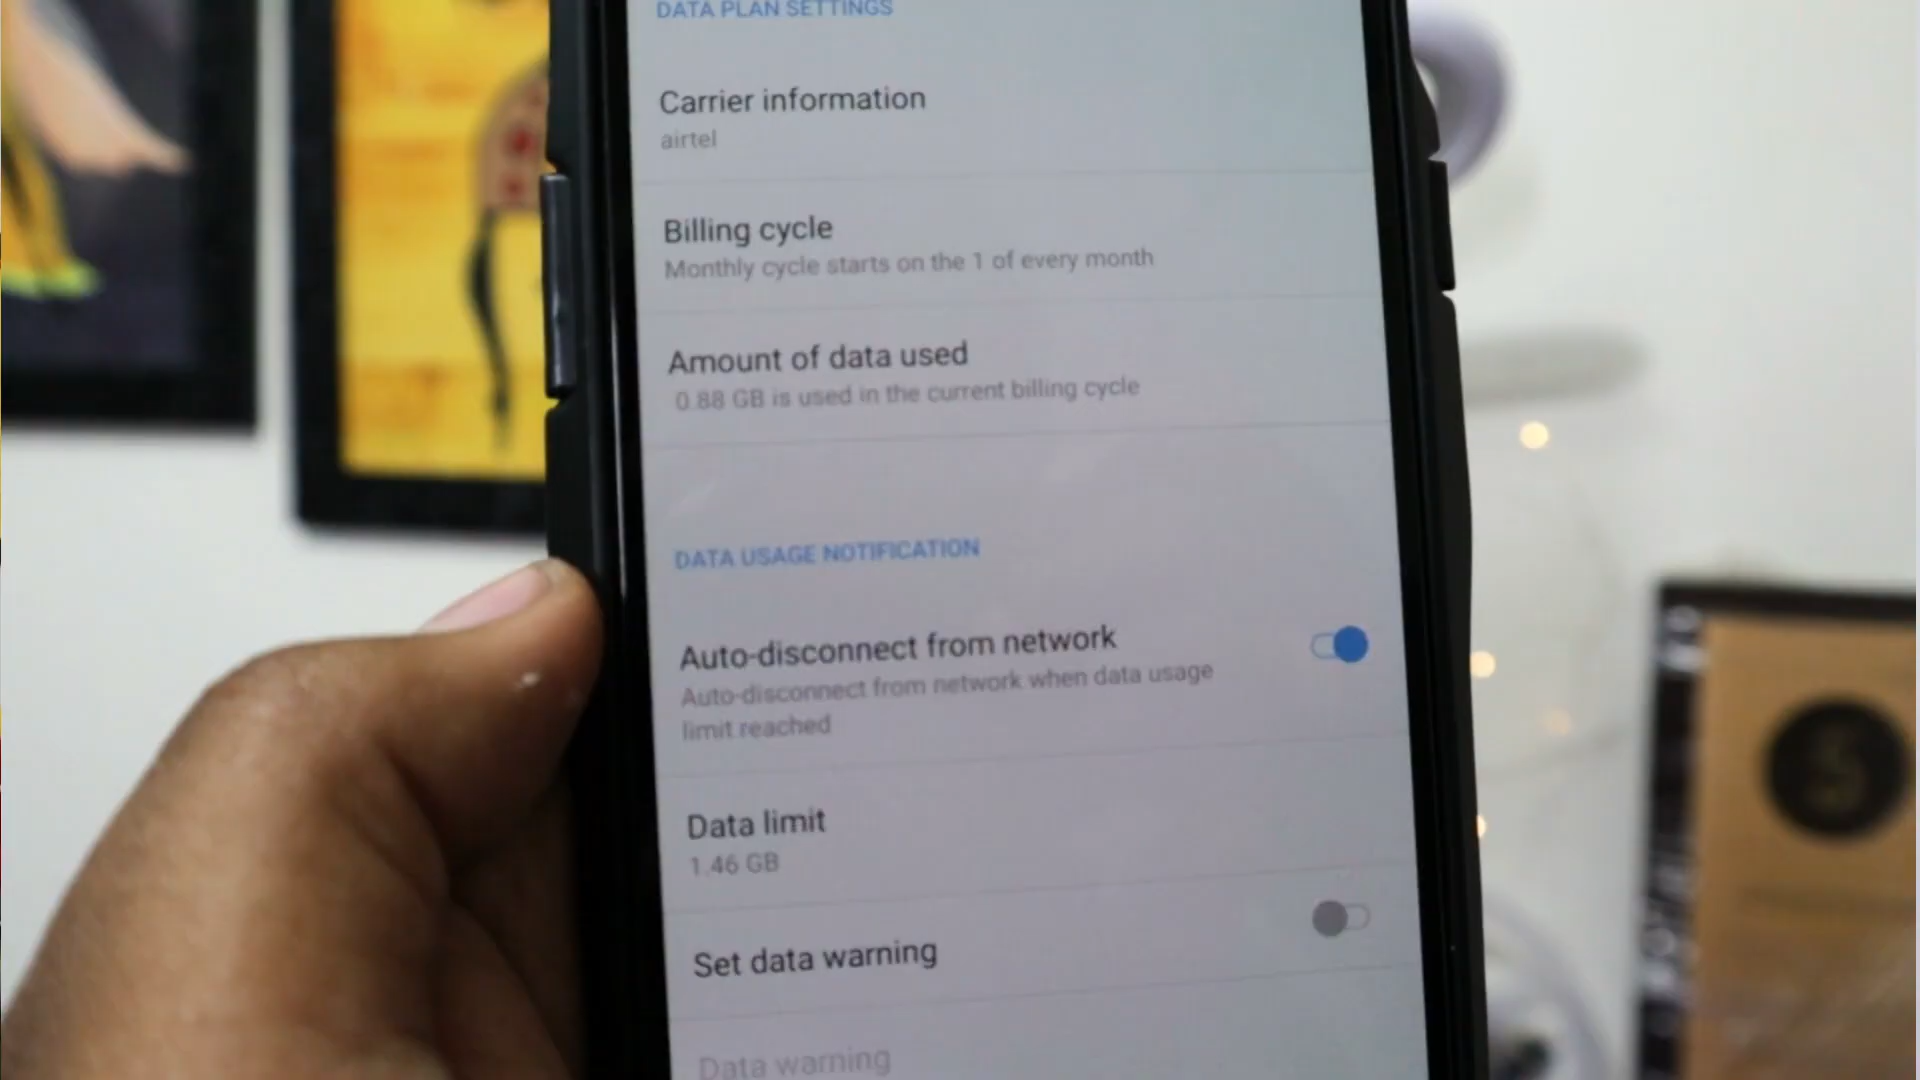 DATA PLAN SETTINGS
Carrier information
airtel
Billing cycle
Monthly cycle starts on the 1 of every month
Amount of data used
0.88 GB is used in the current billing cycle
DATA USAGE NOTIFICATION
Auto-disconnect from network
Auto-disconnect from network when data usage
limit reached
Data limit
1.46 GB
Set data warning
Data warning